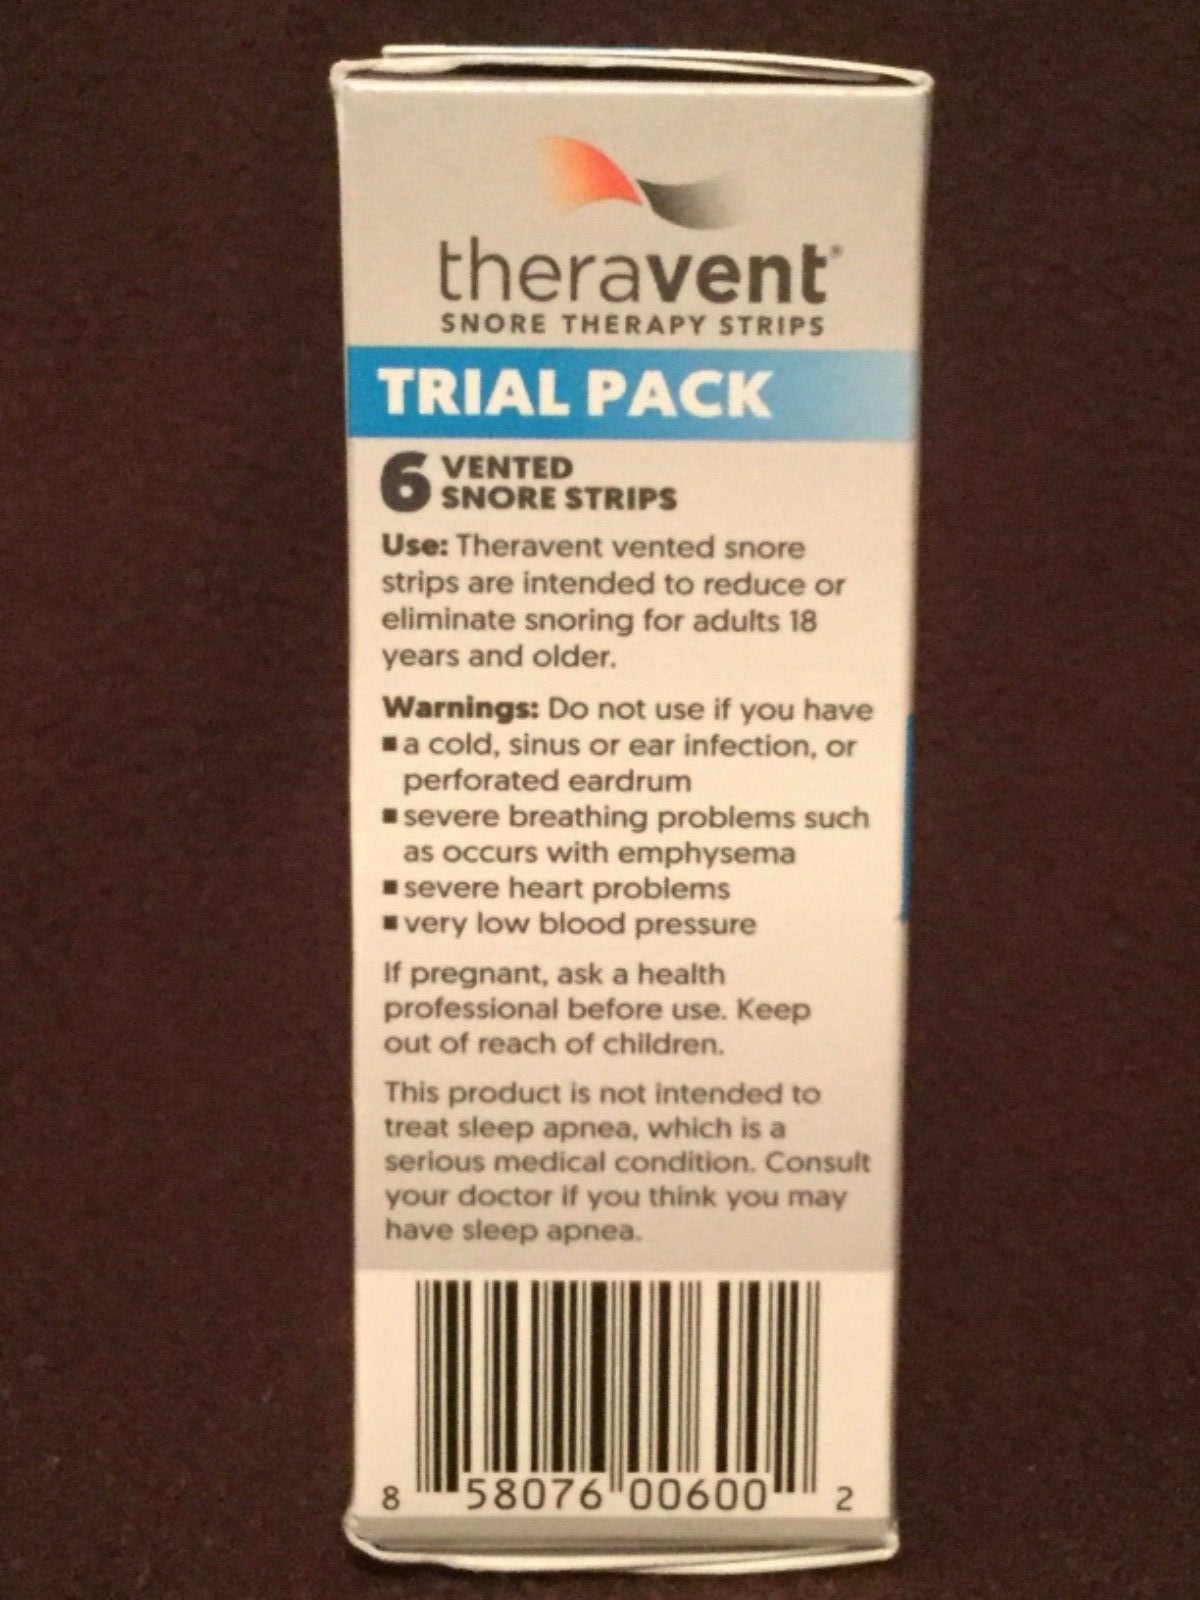 theravent®
SNORE THERAPY STRIPS
TRIAL PACK
6 VENTED
SNORE STRIPS
Use: Theravent vented snore
strips are intended to reduce or
eliminate snoring for adults 18
years and older.
Warnings: Do not use if you have
▪ a cold, sinus or ear infection, or
perforated eardrum
▪ severe breathing problems such
as occurs with emphysema
▪ severe heart problems
▪ very low blood pressure
If pregnant, ask a health
professional before use. Keep
out of reach of children.
This product is not intended to
treat sleep apnea, which is a
serious medical condition. Consult
your doctor if you think you may
have sleep apnea.
8 58076 00600 2